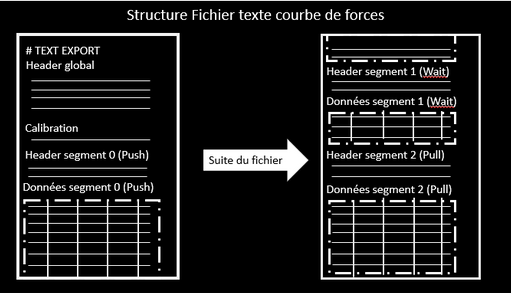 Structure Fichier texte courbe de forces
# TEXT EXPORT
Header global
Calibration
Header segment 0 (Push)
Données segment 0 (Push)
Suite du fichier
Header segment 1 (Wait)
Données segment 1 (Wait)
Header segment 2 (Pull)
Données segment 2 (Pull)